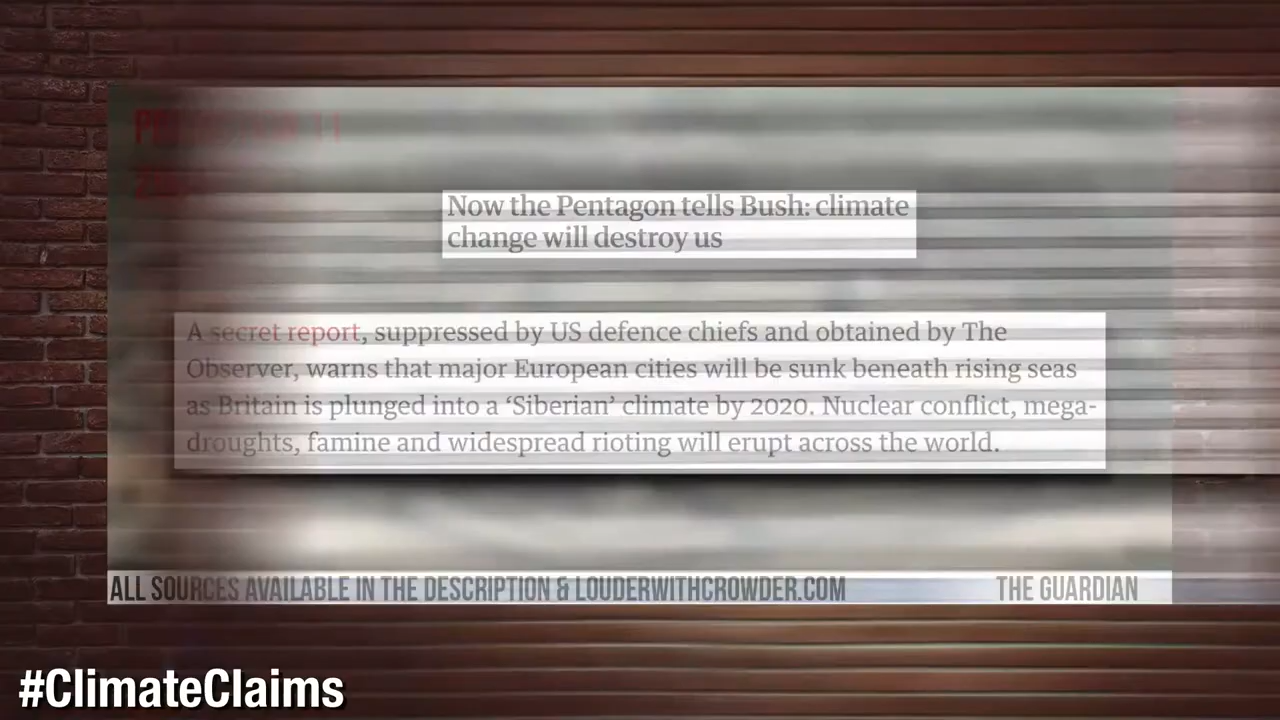 Now the Pentagon tells Bush: climate
change will destroy us
A secret report, suppressed by US defence chiefs and obtained by The
Observer, warns that major European cities will be sunk beneath rising seas
as Britain is plunged into a ‘Siberian’ climate by 2020. Nuclear conflict, mega-
droughts, famine and widespread rioting will erupt across the world.
ALL SOURCES AVAILABLE IN THE DESCRIPTION & LOUDERWITHCROWDER.COM
THE GUARDIAN
#ClimateClaims